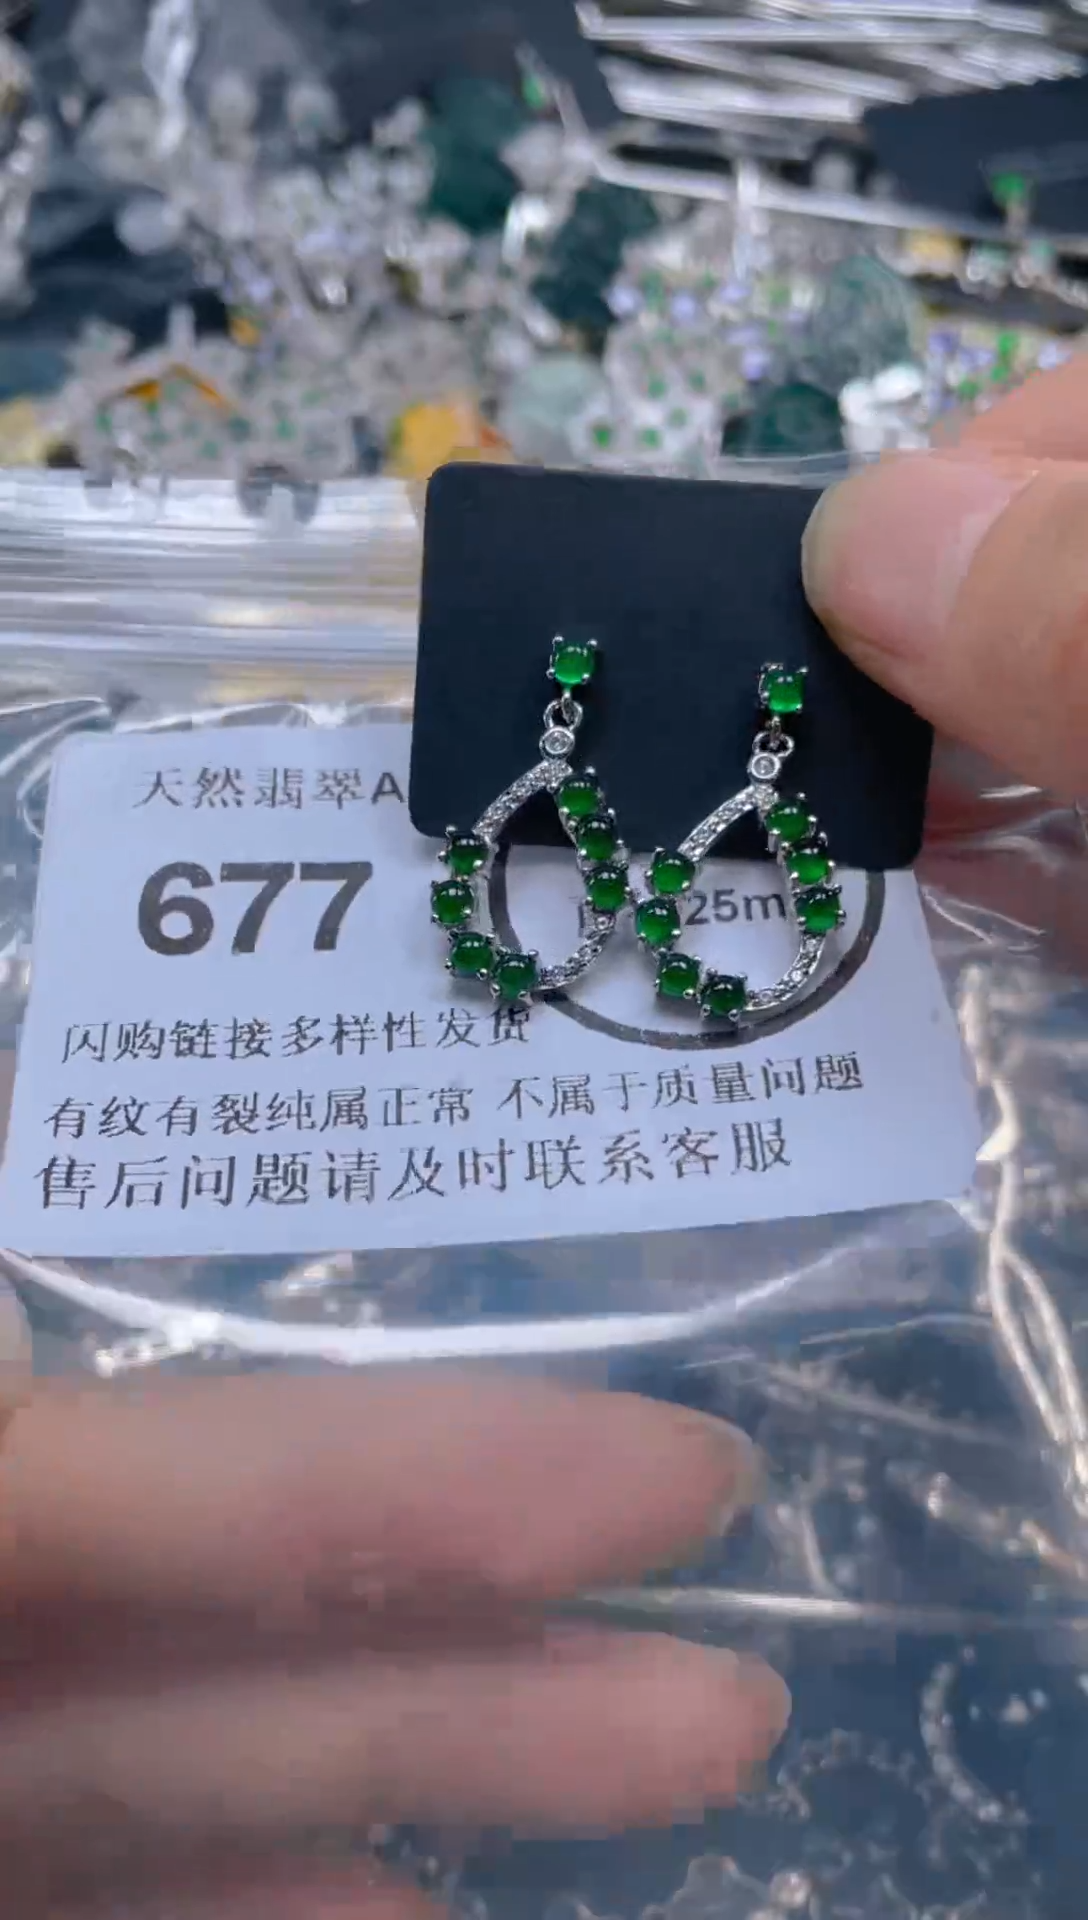 天然翡翠A
677
25m
闪购链接多样性发货
有纹有裂纯属正常 不属于质量问题
售后问题请及时联系客服